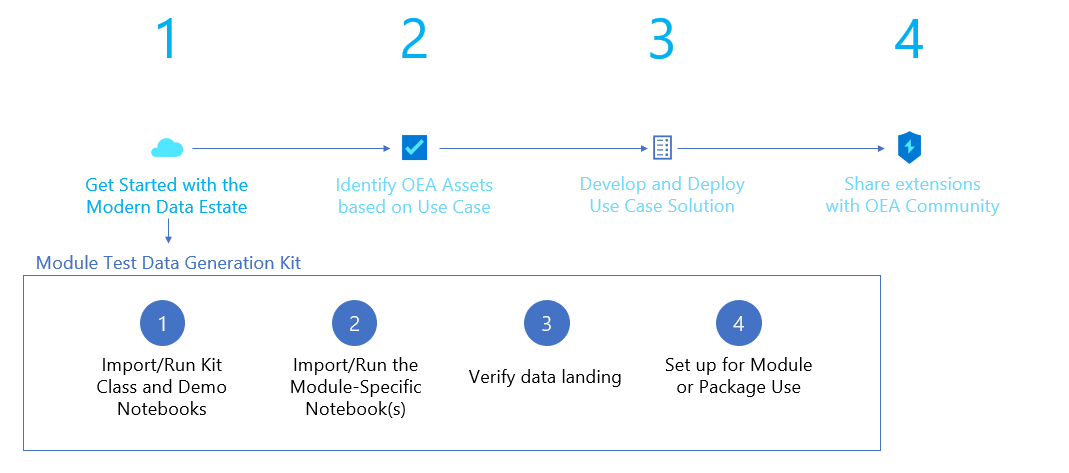 1
2
3
4
Get Started with the
Modern Data Estate
Identify OEA Assets
based on Use Case
Develop and Deploy
Use Case Solution
Share extensions
with OEA Community
Module Test Data Generation Kit
1
Import/Run Kit
Class and Demo
Notebooks
2
Import/Run the
Module-Specific
Notebook(s)
3
Verify data landing
4
Set up for Module
or Package Use